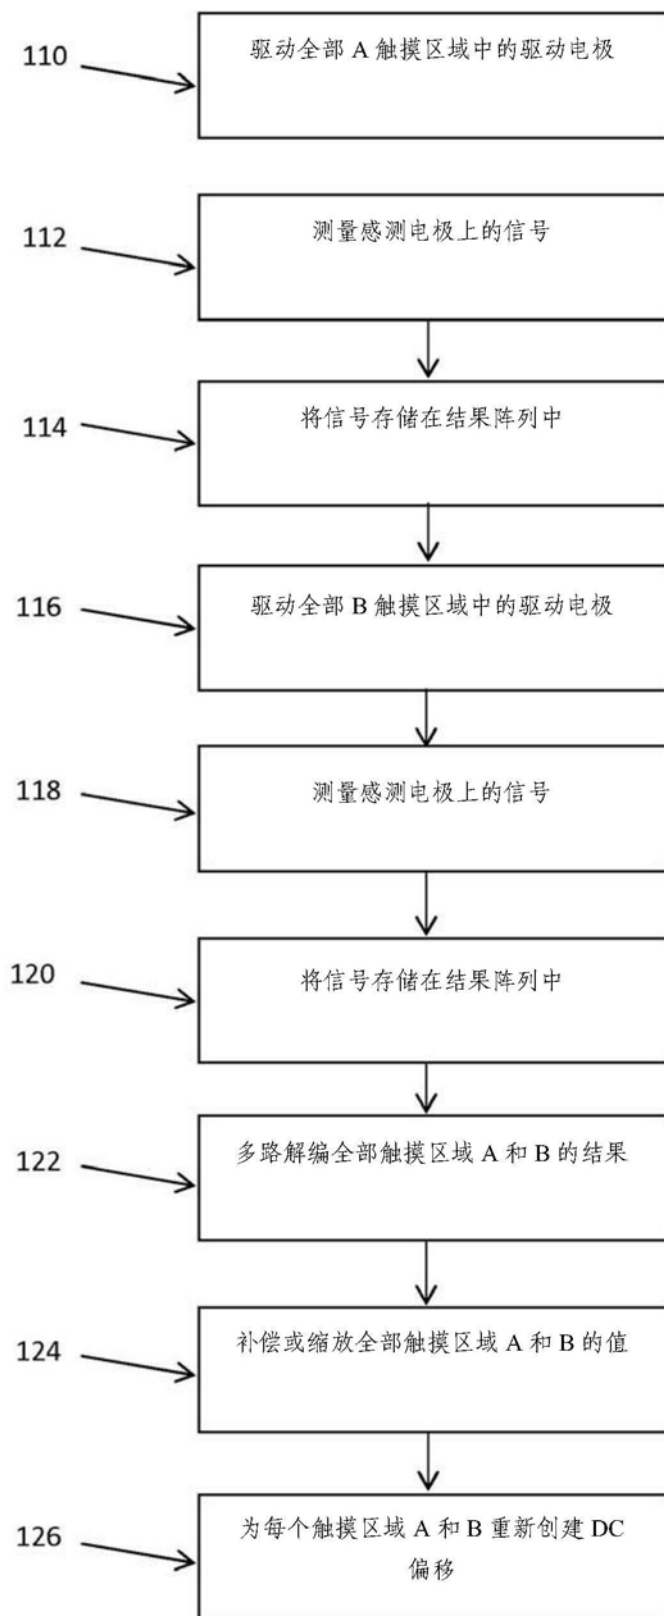 110
驱动全部 A 触摸区域中的驱动电极
112
测量感测电极上的信号
114
将信号存储在结果阵列中
116
驱动全部 B 触摸区域中的驱动电极
118
测量感测电极上的信号
120
将信号存储在结果阵列中
122
多路解编全部触摸区域 A 和 B 的结果
124
补偿或缩放全部触摸区域 A 和 B 的值
126
为每个触摸区域 A 和 B 重新创建 DC
偏移